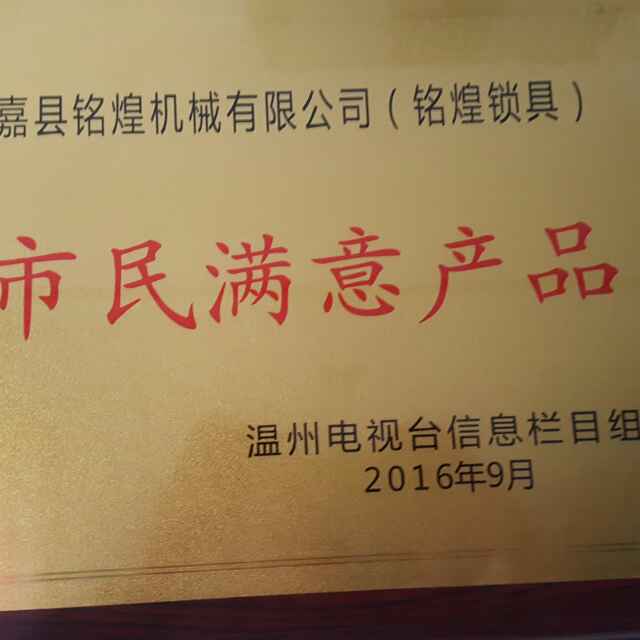 嘉县铭煌机械有限公司（铭煌锁具）
市民满意产品
温州电视台信息栏目组
2016年9月